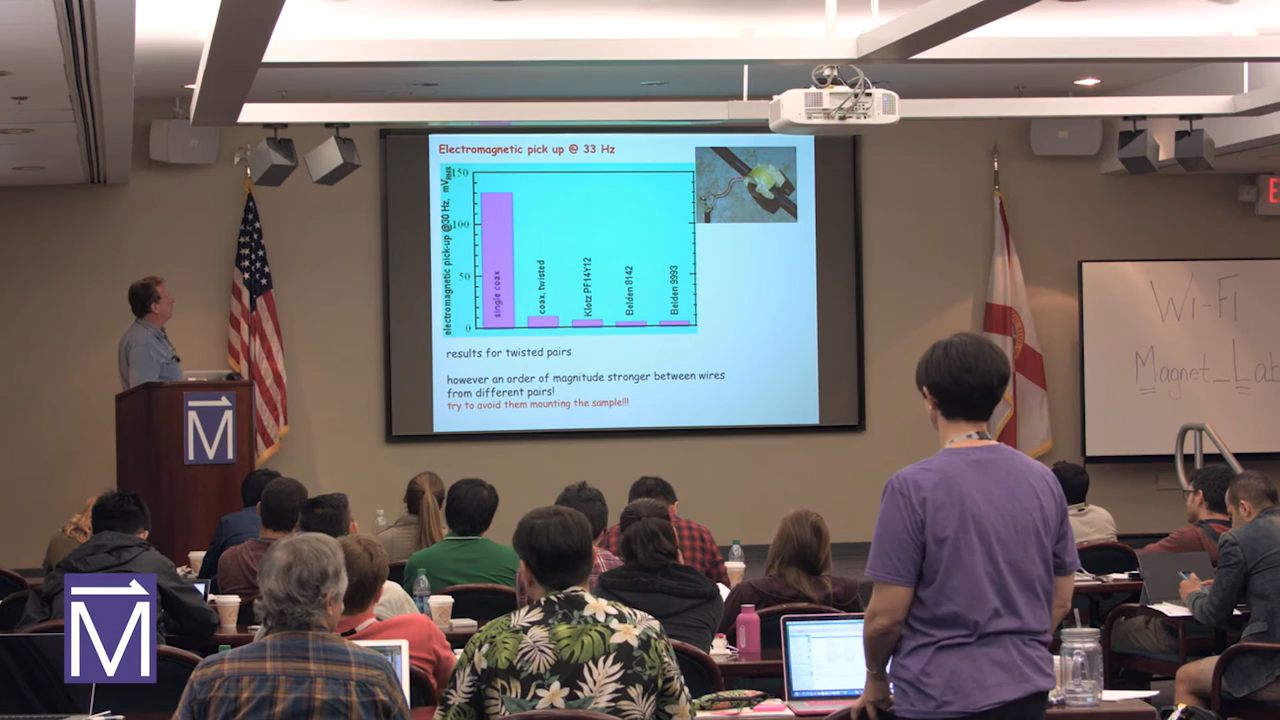 Electromagnetic pick up @ 33 Hz
electromagnetic pick-up @30 Hz, mVRMS
150
100
50
0
single coax
coax, twisted
Klotz PF14Y12
Belden 8142
Belden 9993
results for twisted pairs
however an order of magnitude stronger between wires
from different pairs!
try to avoid them mounting the sample!!!
Wi-Fi
Magnet_Lab
E
M
M